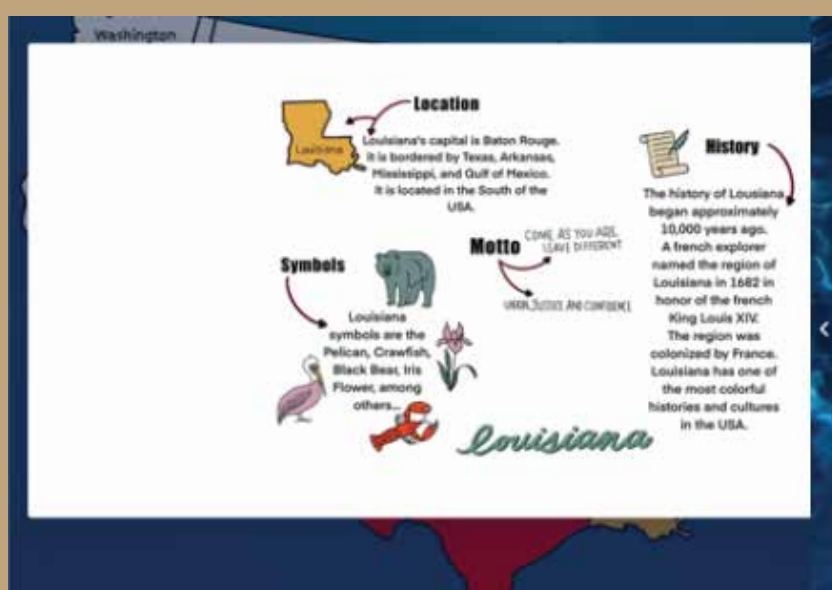 Washington
Location
Louisiana
Louisiana's capital is Baton Rouge.
It is bordered by Texas, Arkansas,
Mississippi, and Gulf of Mexico.
It is located in the South of the
USA.
History
The history of Lousiana
began approximately
10,000 years ago.
A french explorer
named the region of
Louisiana in 1682 in
honor of the french
King Louis XIV.
The region was
colonized by France.
Louisiana has one of
the most colorful
histories and cultures
in the USA.
Motto
COME AS YOU ARE,
LEAVE DIFFERENT
UNION, JUSTICE AND CONFIDENCE
Symbols
Louisiana
symbols are the
Pelican, Crawfish,
Black Bear, Iris
Flower, among
others...
Louisiana